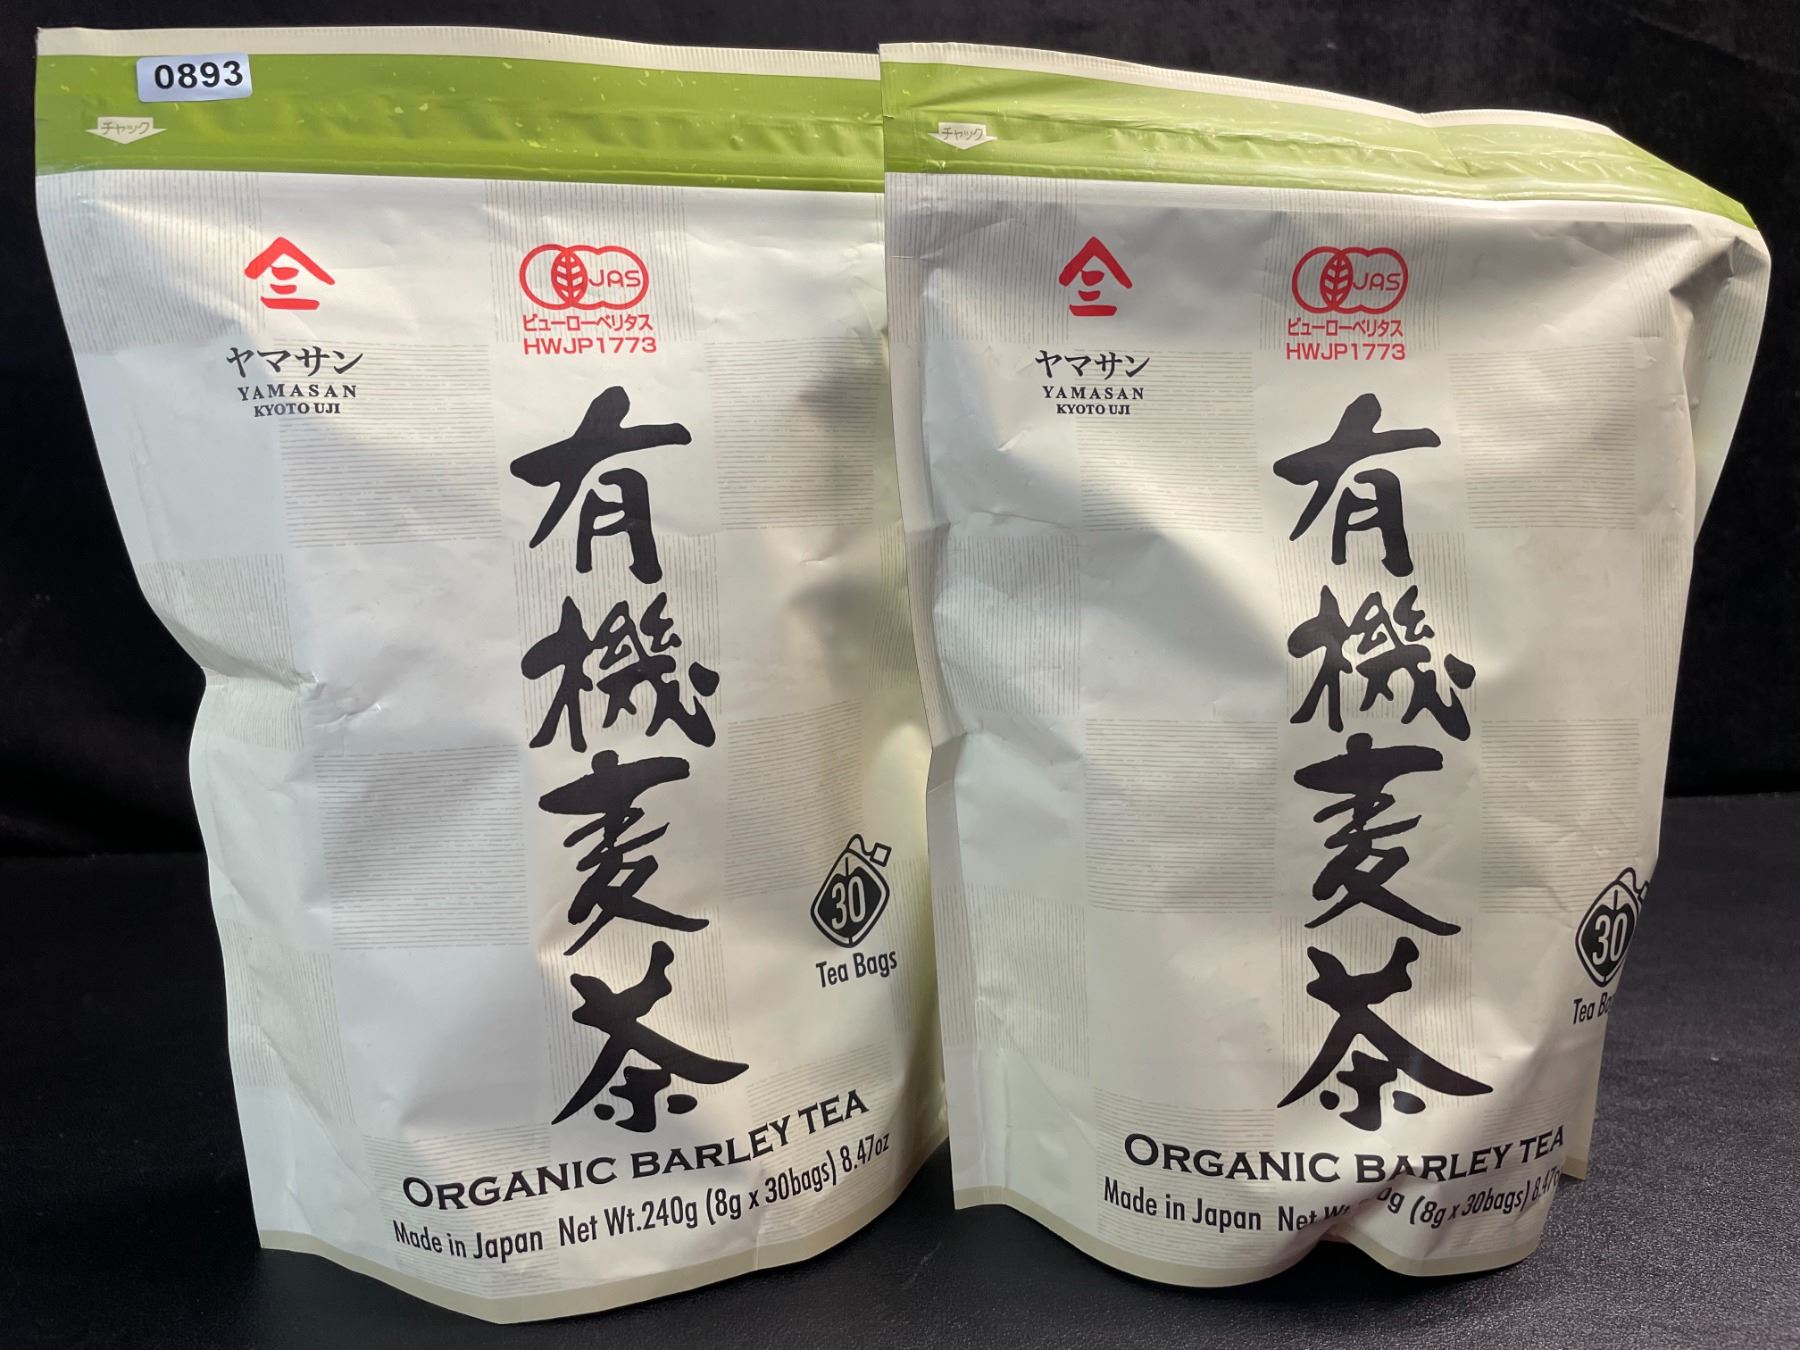 0893
チャック
ヤマサン
YAMASAN
KYOTO UJI
JAS
ビューローベリタス
HWJP1773
有機麦茶
30
Tea Bags
ORGANIC BARLEY TEA
Made in Japan Net Wt.240g (8g x 30bags) 8.47oz
チャック
ヤマサン
YAMASAN
KYOTO UJI
JAS
ビューローベリタス
HWJP1773
有機麦茶
30
Tea
ORGANIC BARLEY TEA
Made in Japan Net (8g x 30bags)